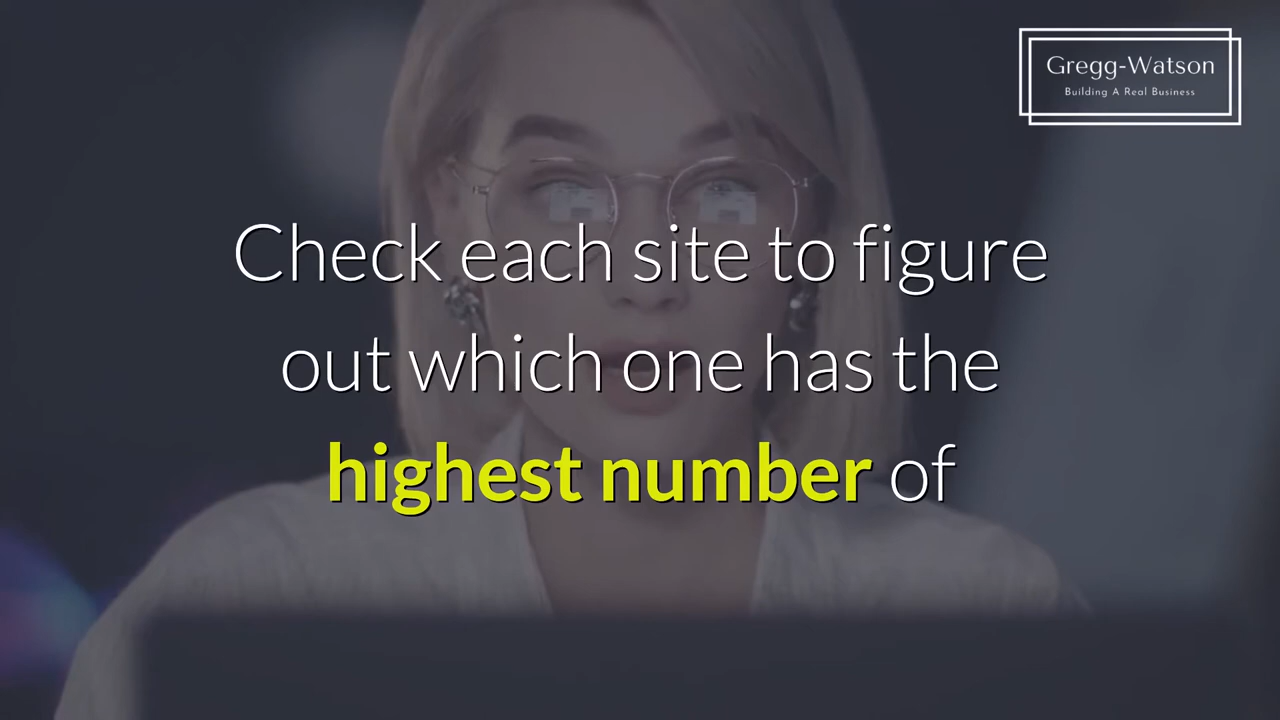 Gregg-Watson
Building A Real Business
Check each site to figure
out which one has the
highest number of